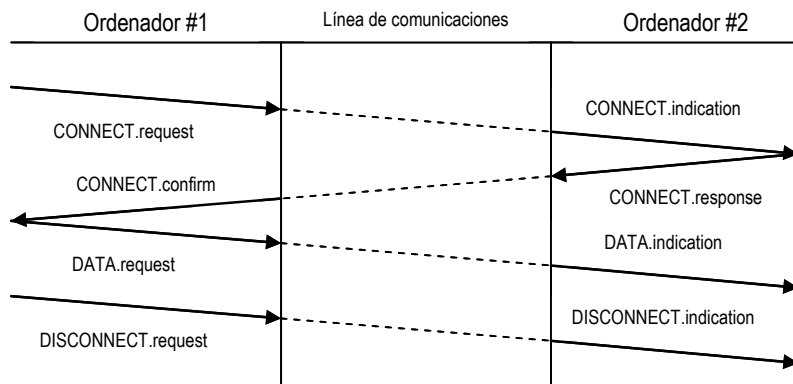 Ordenador #1
Línea de comunicaciones
Ordenador #2
CONNECT.request
CONNECT.indication
CONNECT.confirm
CONNECT.response
DATA.request
DATA.indication
DISCONNECT.request
DISCONNECT.indication